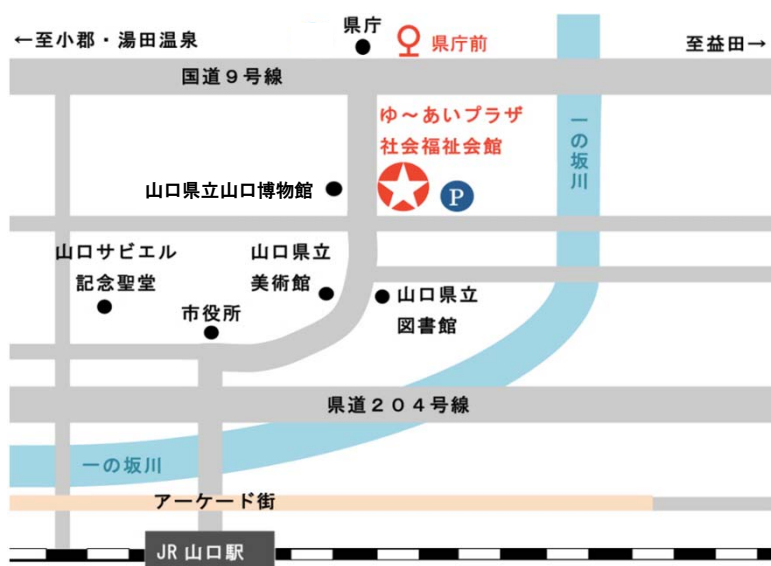 県庁
県庁前
←至小郡・湯田温泉
至益田→
国道９号線
ゆ～あいプラザ
社会福祉会館
一の坂川
山口県立山口博物館
P
山口サビエル
記念聖堂
山口県立
美術館
市役所
山口県立
図書館
県道２０４号線
一の坂川
アーケード街
JR 山口駅